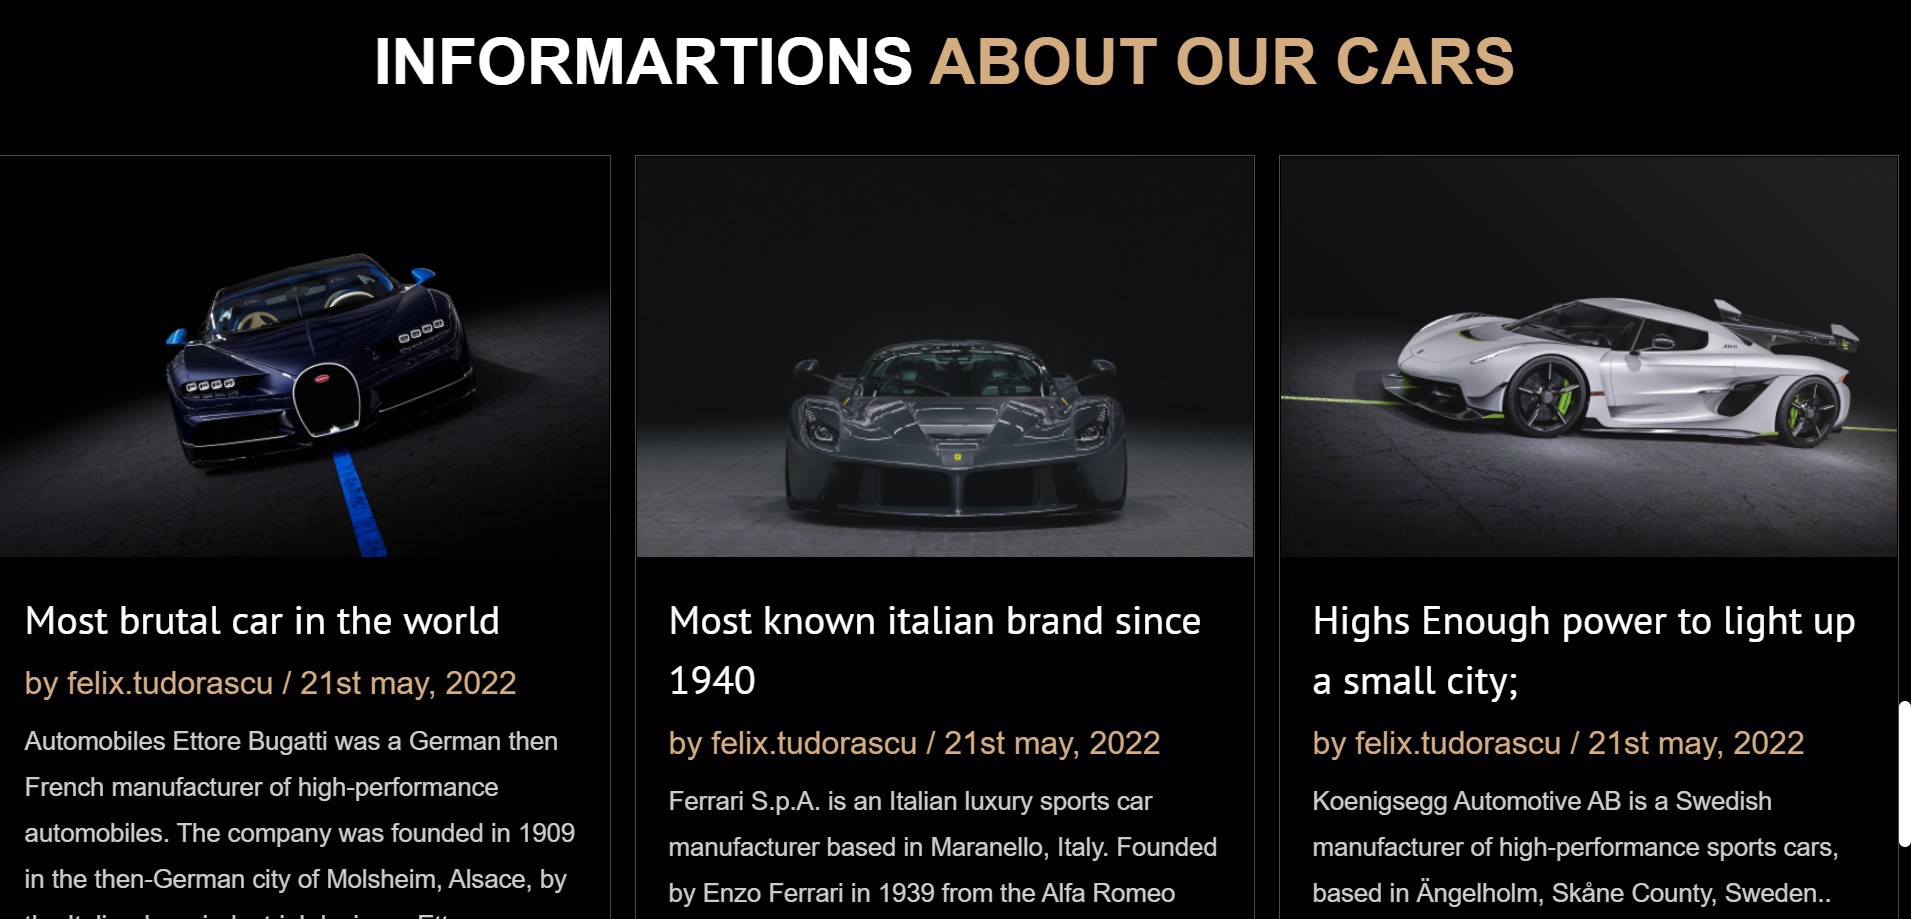 INFORMARTIONS ABOUT OUR CARS
Most brutal car in the world
by felix.tudorascu / 21st may, 2022
Automobiles Ettore Bugatti was a German then
French manufacturer of high-performance
automobiles. The company was founded in 1909
in the then-German city of Molsheim, Alsace, by
Most known italian brand since
1940
by felix.tudorascu / 21st may, 2022
Ferrari S.p.A. is an Italian luxury sports car
manufacturer based in Maranello, Italy. Founded
by Enzo Ferrari in 1939 from the Alfa Romeo
Highs Enough power to light up
a small city;
by felix.tudorascu / 21st may, 2022
Koenigsegg Automotive AB is a Swedish
manufacturer of high-performance sports cars,
based in Ängelholm, Skåne County, Sweden..